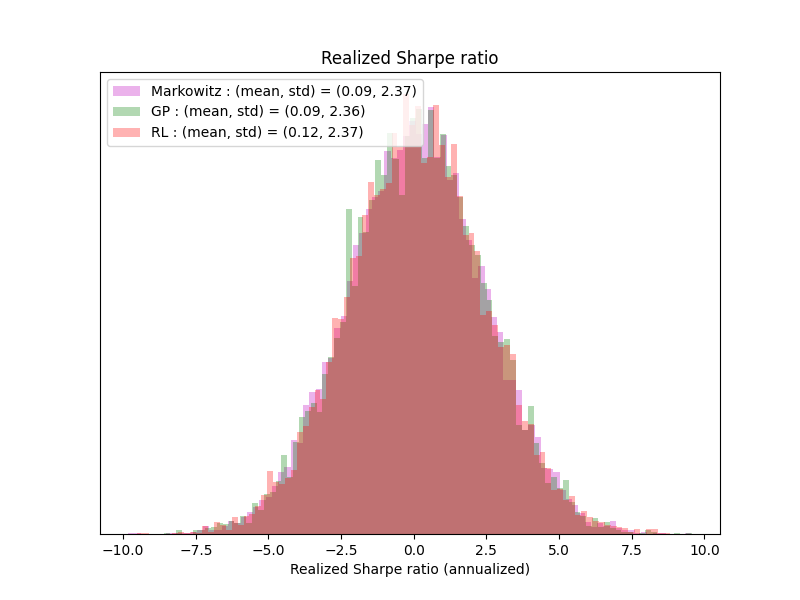 Realized Sharpe ratio
Markowitz : (mean, std) = (0.09, 2.37)
GP : (mean, std) = (0.09, 2.36)
RL : (mean, std) = (0.12, 2.37)
−10.0 −7.5 −5.0 −2.5 0.0 2.5 5.0 7.5 10.0
Realized Sharpe ratio (annualized)